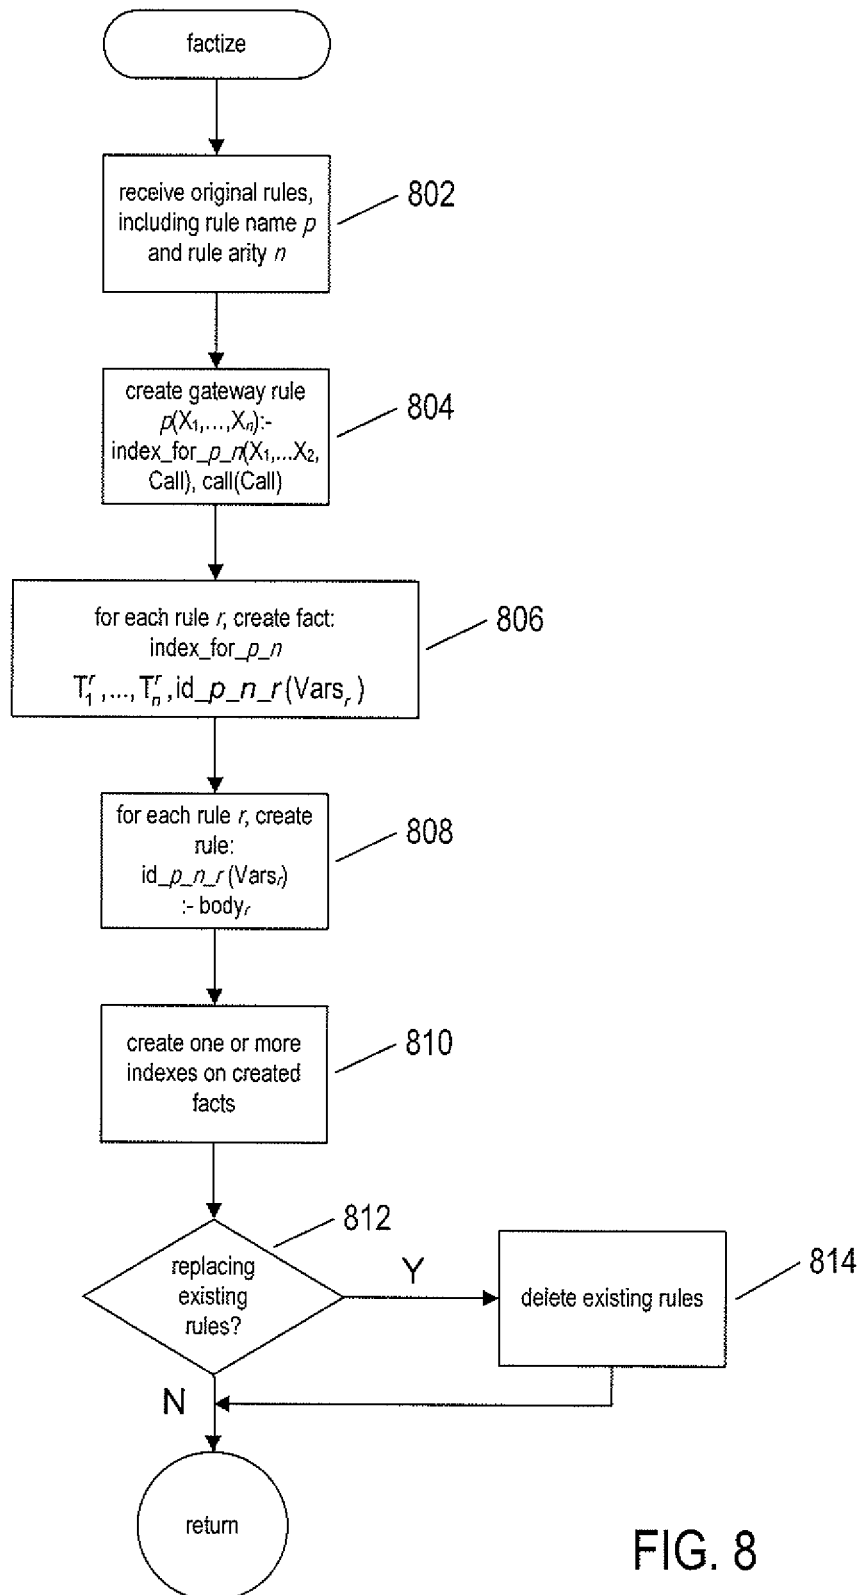 factize
receive original rules,
including rule name p
and rule arity n
802
create gateway rule
p(X₁,...,Xₙ):-
index_for_p_n(X₁,...X₂,
Call), call(Call)
804
for each rule r, create fact:
index_for_p_n
T₁ʳ,...,Tₙʳ,id_p_n_r(Varsᵣ)
806
for each rule r, create
rule:
id_p_n_r(Varsᵣ)
:- bodyᵣ
808
create one or more
indexes on created
facts
810
replacing
existing
rules?
812
Y
delete existing rules
814
N
return
FIG. 8